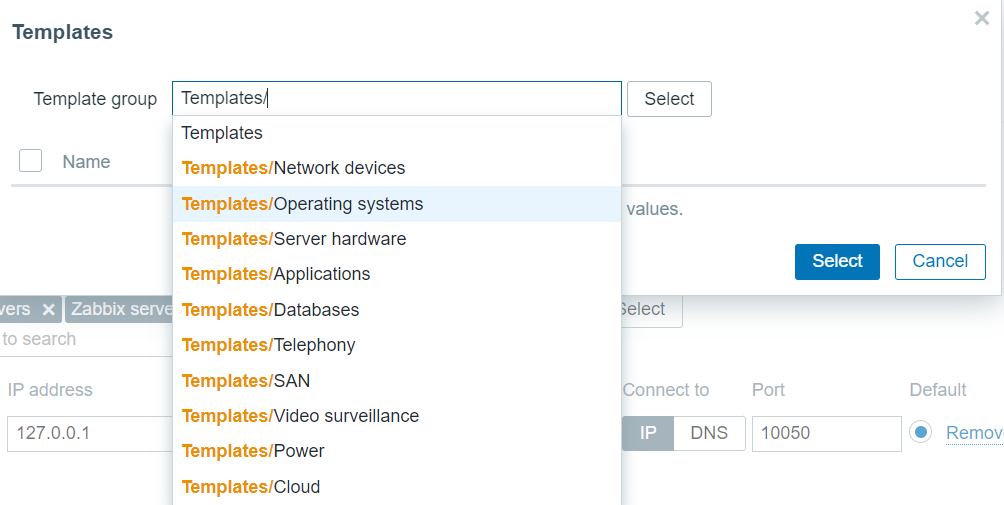 Templates
Template group
Templates/
Select
Templates
Name
Templates/Network devices
Templates/Operating systems
values.
Templates/Server hardware
Select
Cancel
Templates/Applications
Zabbix serve
Select
Templates/Databases
to search
Templates/Telephony
Templates/SAN
IP address
Connect to
Port
Default
Templates/Video surveillance
127.0.0.1
IP
DNS
10050
Remov
Templates/Power
Templates/Cloud